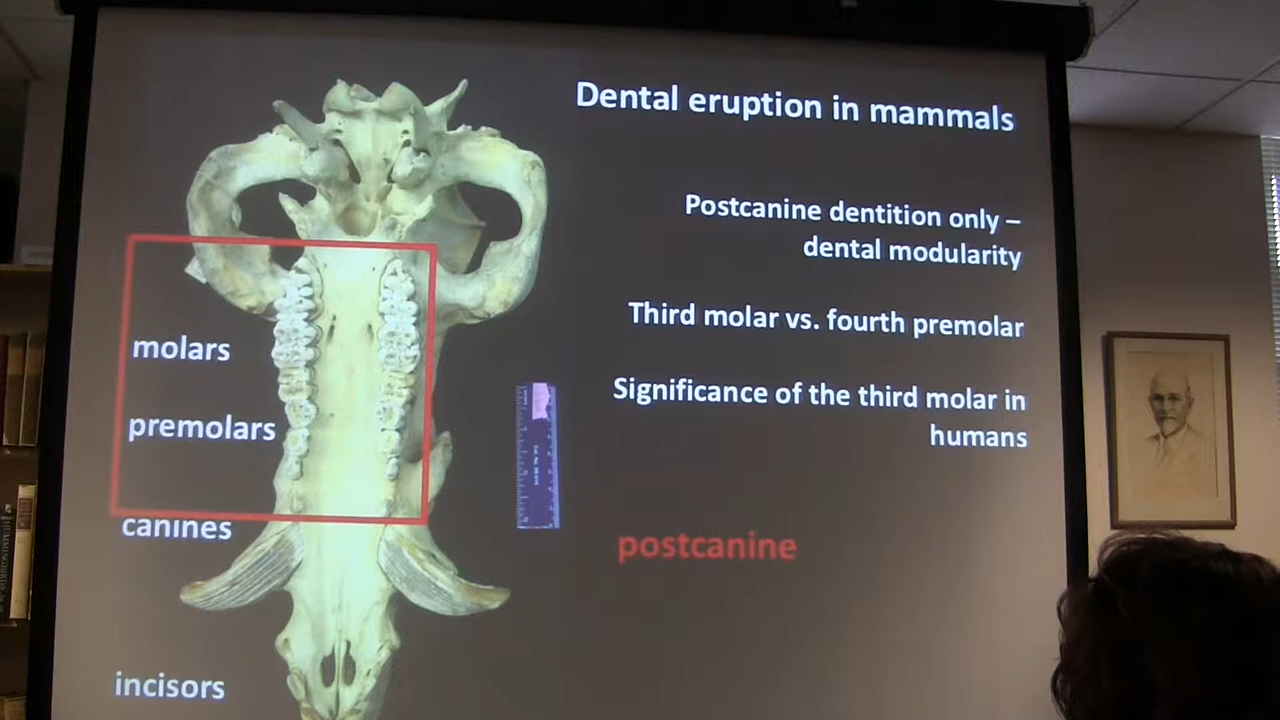 Dental eruption in mammals
Postcanine dentition only –
dental modularity
Third molar vs. fourth premolar
Significance of the third molar in
humans
molars
premolars
canines
incisors
postcanine